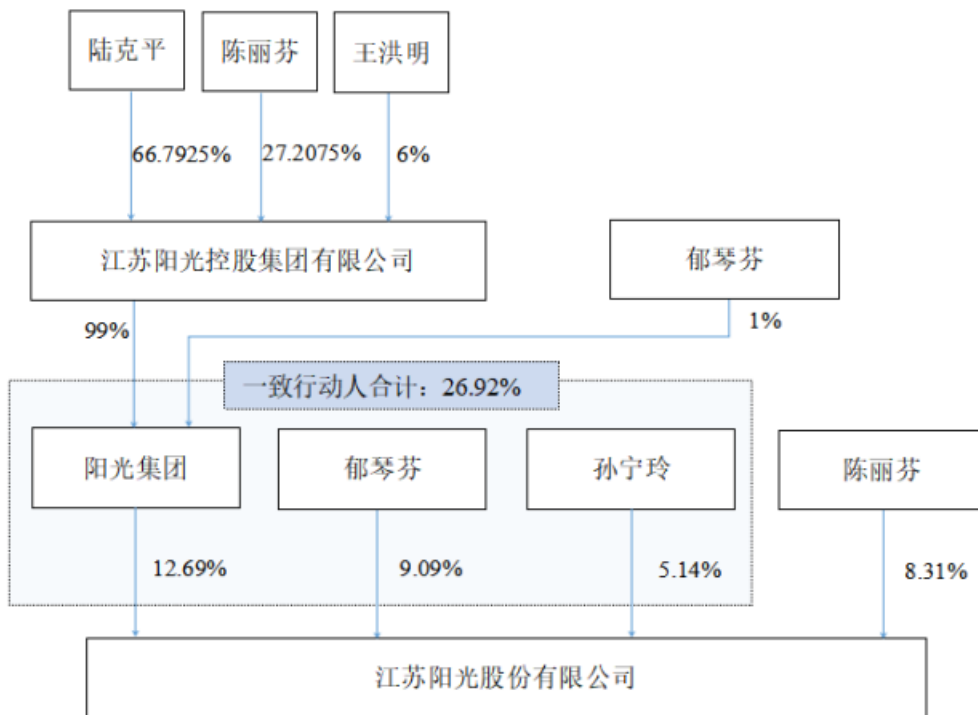 陆克平
陈丽芬
王洪明
66.7925%
27.2075%
6%
江苏阳光控股集团有限公司
郁琴芬
99%
1%
一致行动人合计：26.92%
阳光集团
郁琴芬
孙宁玲
陈丽芬
12.69%
9.09%
5.14%
8.31%
江苏阳光股份有限公司